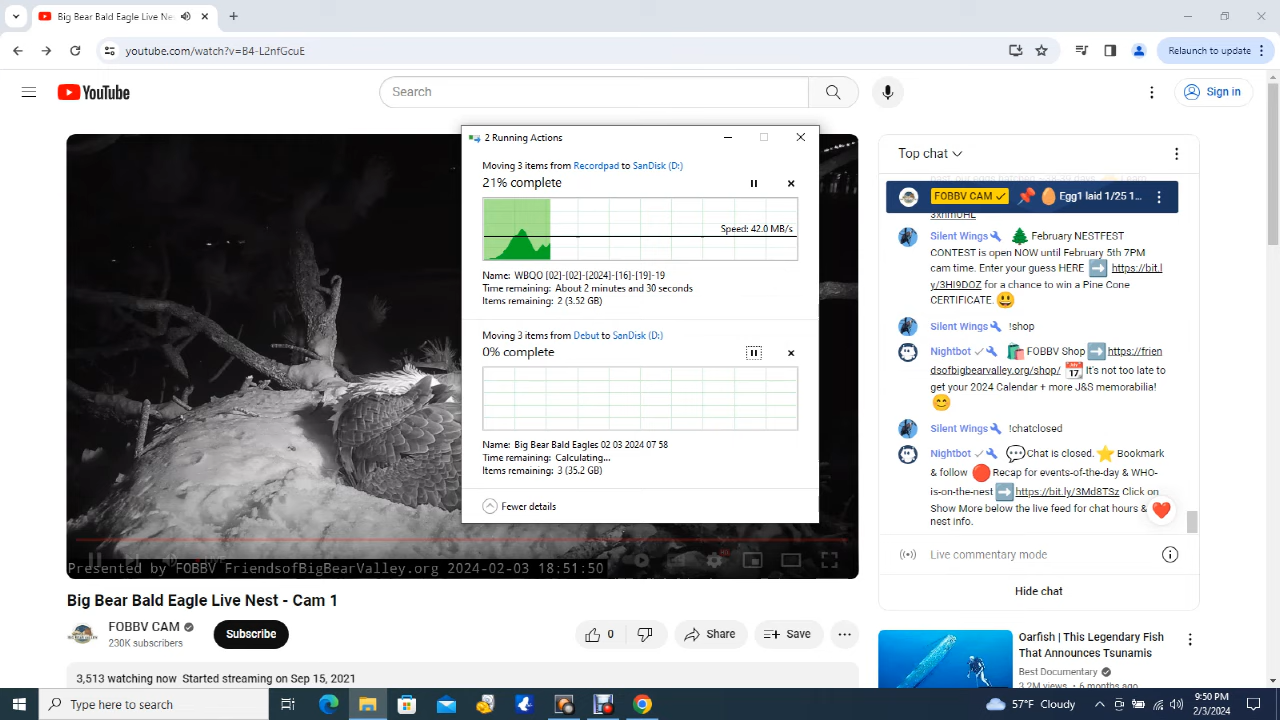 Big Bear Bald Eagle Live Ne
youtube.com/watch?v=B4-L2nfGcuE
Relaunch to update
YouTube
Search
Sign in
2 Running Actions
Moving 3 items from Recordpad to SanDisk (D:)
21% complete
Speed: 42.0 MB/s
Name: WBQO [02]-[02]-[2024]-[16]-[19]-19
Time remaining: About 2 minutes and 30 seconds
Items remaining: 2 (3.52 GB)
Moving 3 items from Debut to SanDisk (D:)
0% complete
Name: Big Bear Bald Eagles 02 03 2024 07 58
Time remaining: Calculating...
Items remaining: 3 (35.2 GB)
Fewer details
Presented by FOBBV FriendsofBigBearValley.org 2024-02-03 18:51:50
Big Bear Bald Eagle Live Nest - Cam 1
FOBBV CAM
230K subscribers
Subscribe
0
Share
Save
3,513 watching now Started streaming on Sep 15, 2021
Top chat
FOBBV CAM 📌 🥚 Egg1 laid 1/25 1...
3xnm0HL
Silent Wings 🌲 February NESTFEST
CONTEST is open NOW until February 5th 7PM
cam time. Enter your guess HERE ➡️ https://bit.l
y/3HI9DOZ for a chance to win a Pine Cone
CERTIFICATE. 😃
Silent Wings !shop
Nightbot 🛍️ FOBBV Shop ➡️ https://frien
dsofbigbearvalley.org/shop/ 📆 It's not too late to
get your 2024 Calendar + more J&S memorabilia!
😊
Silent Wings !chatclosed
Nightbot 💬 Chat is closed. ⭐ Bookmark
& follow 🔴 Recap for events-of-the-day & WHO-
is-on-the-nest ➡️ https://bit.ly/3Md8TSz Click on
Show More below the live feed for chat hours &
nest info.
Live commentary mode
Hide chat
Oarfish | This Legendary Fish
That Announces Tsunamis
Best Documentary
3.2M views · 6 months ago
Type here to search
57°F Cloudy
9:50 PM
2/3/2024